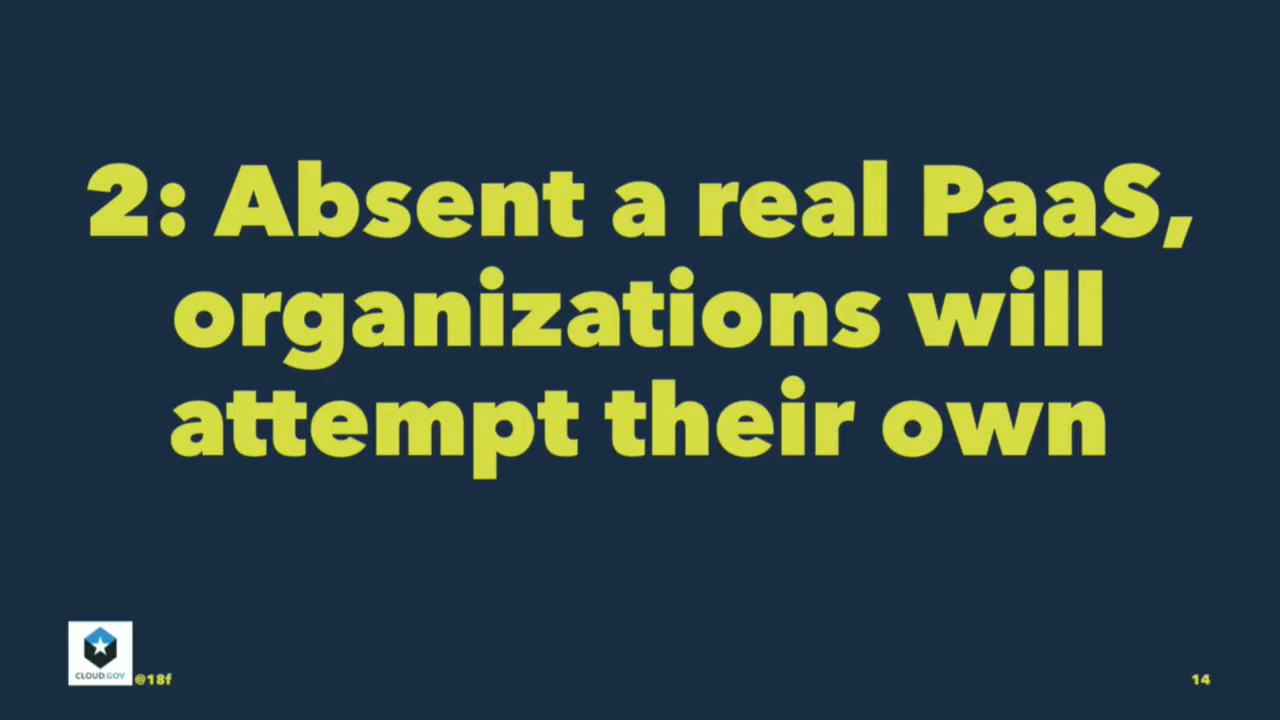 2: Absent a real PaaS,
organizations will
attempt their own
CLOUD.GOV
@18f
14